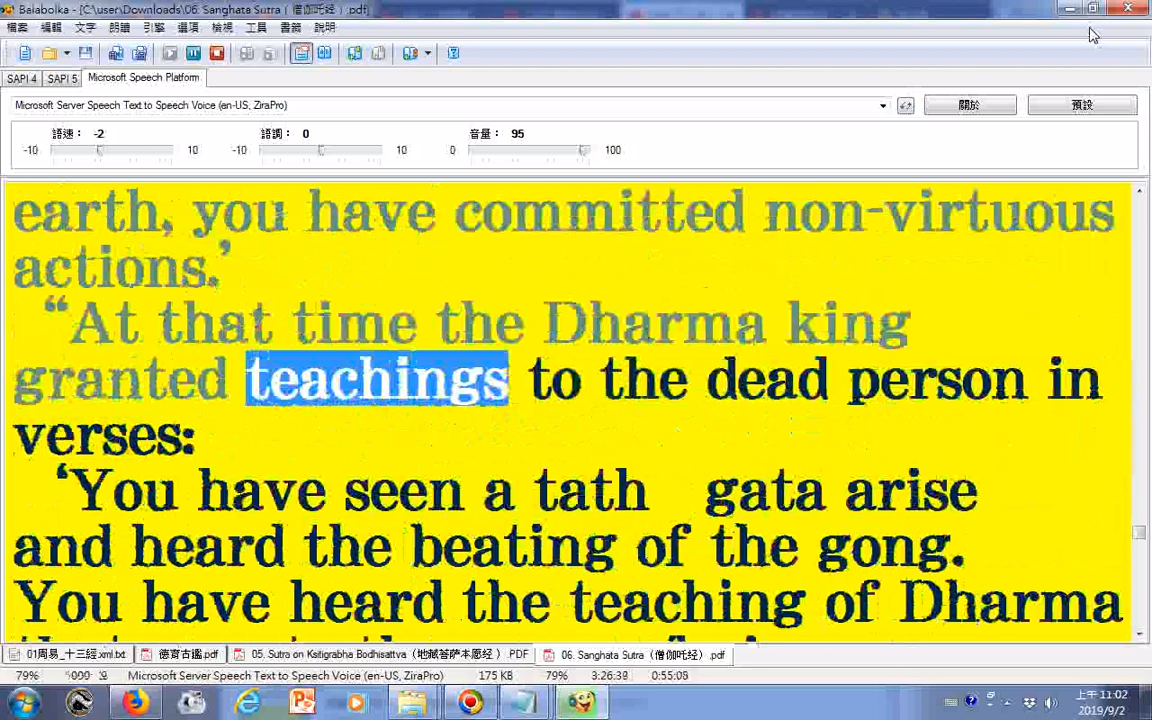 Balabolka - [C:\user\Downloads\06. Sanghata Sutra（僧伽吒经）.pdf]
檔案 編輯 文字 朗讀 引擎 選項 檢視 工具 書籤 說明
SAPI 4 SAPI 5 Microsoft Speech Platform
Microsoft Server Speech Text to Speech Voice (en-US, ZiraPro) 關於 預設
語速： -2 語調： 0 音量： 95
-10 10 -10 10 0 100
earth, you have committed non-virtuous
actions.’
“At that time the Dharma king
granted teachings to the dead person in
verses:
‘You have seen a tath gata arise
and heard the beating of the gong.
You have heard the teaching of Dharma
01周易_十三經.xml.txt 德育古鑑.pdf 05. Sutra on Ksitigrabha Bodhisattva（地藏菩萨本愿经）.PDF 06. Sanghata Sutra（僧伽吒经）.pdf
79% Microsoft Server Speech Text to Speech Voice (en-US, ZiraPro) 175 KB 79% 3:26:38 0:55:08
上午 11:02
2019/9/2